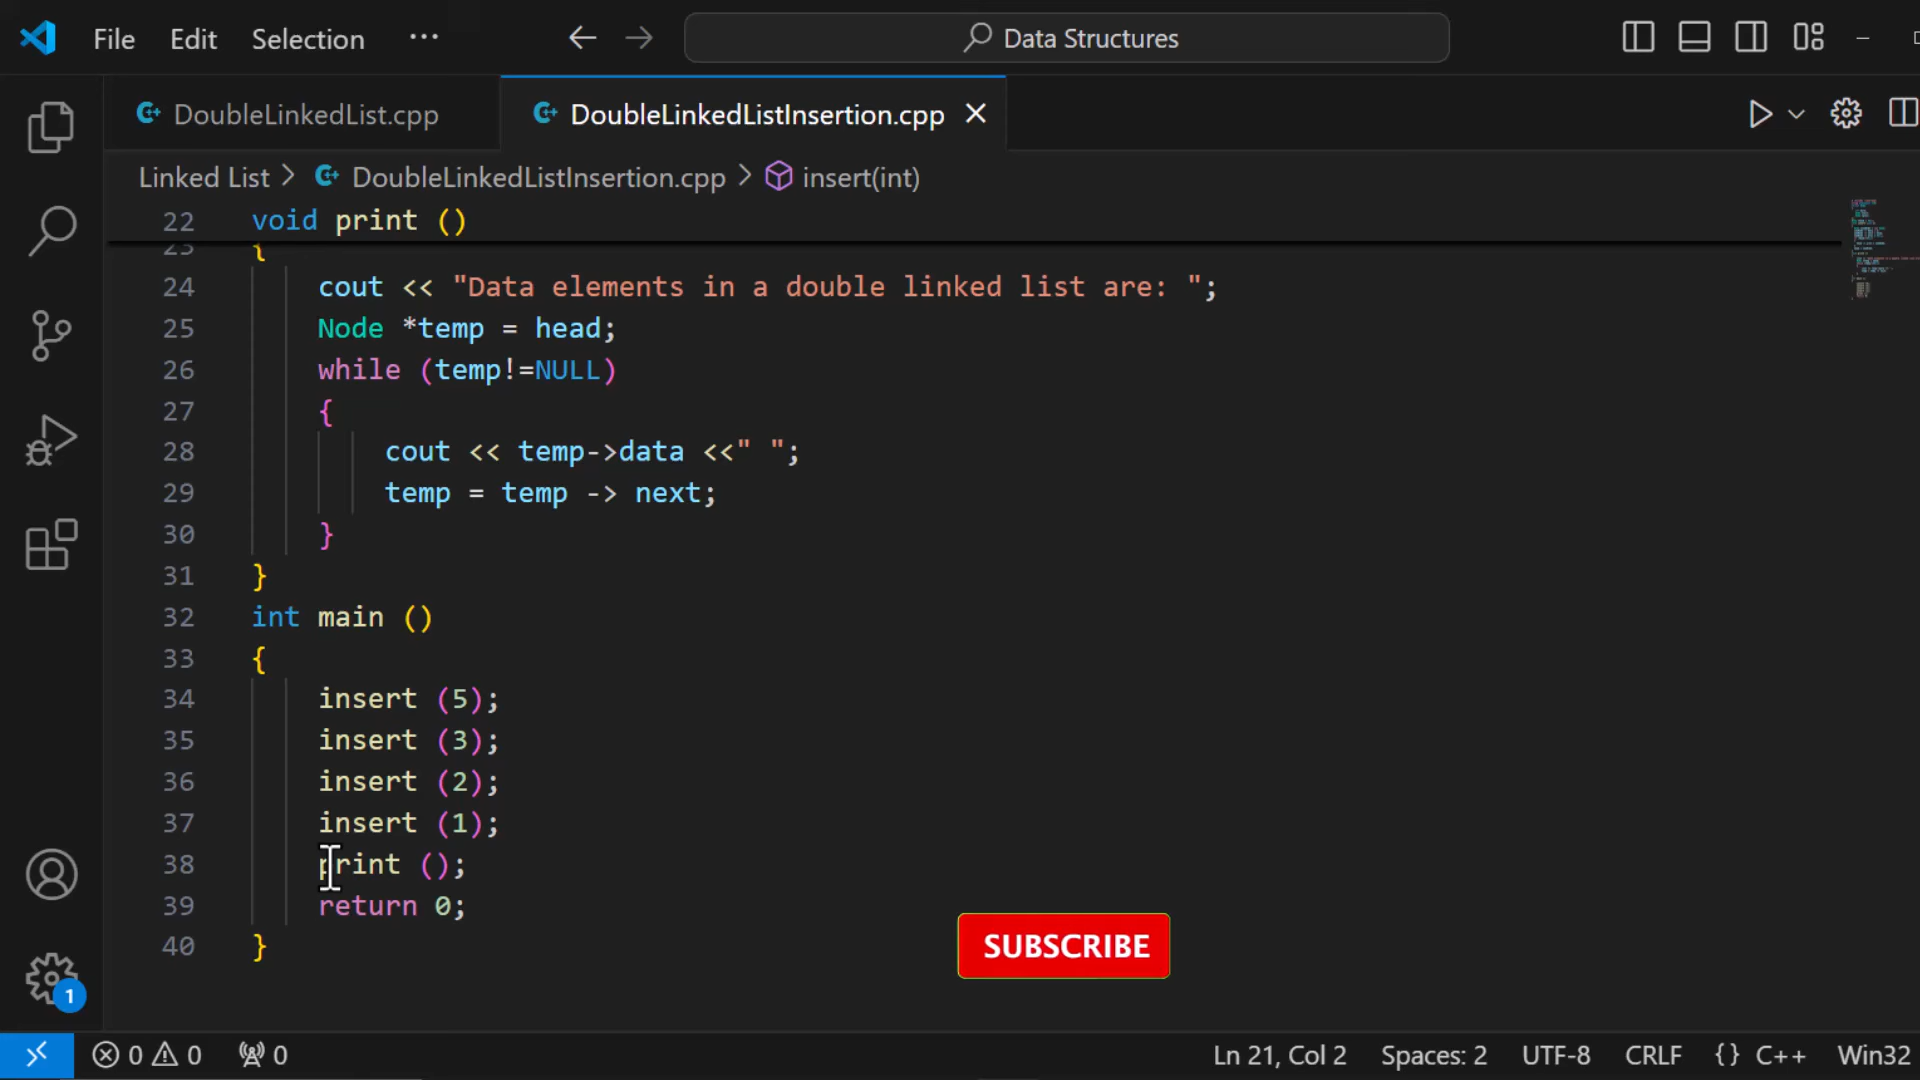 File Edit Selection ··· Data Structures
DoubleLinkedList.cpp DoubleLinkedListInsertion.cpp
Linked List > DoubleLinkedListInsertion.cpp > insert(int)
22 void print ()
23 {
24 cout << "Data elements in a double linked list are: ";
25 Node *temp = head;
26 while (temp!=NULL)
27 {
28 cout << temp->data <<" ";
29 temp = temp -> next;
30 }
31 }
32 int main ()
33 {
34 insert (5);
35 insert (3);
36 insert (2);
37 insert (1);
38 print ();
39 return 0;
40 }
SUBSCRIBE
1
0 0 0 Ln 21, Col 2 Spaces: 2 UTF-8 CRLF {} C++ Win32